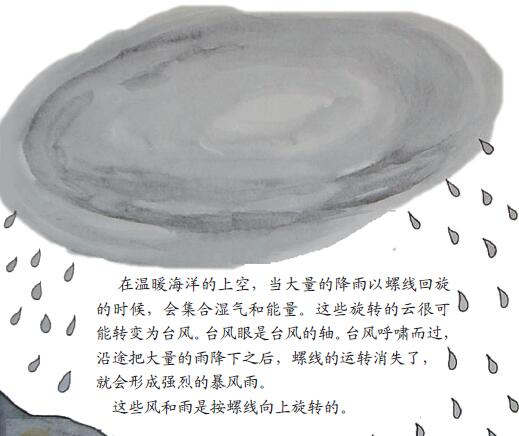 在温暖海洋的上空，当大量的降雨以螺线回旋
的时候，会集合湿气和能量。这些旋转的云很可
能转变为台风。台风眼是台风的轴。台风呼啸而过，
沿途把大量的雨降下之后，螺线的运转消失了，
就会形成强烈的暴风雨。
这些风和雨是按螺线向上旋转的。